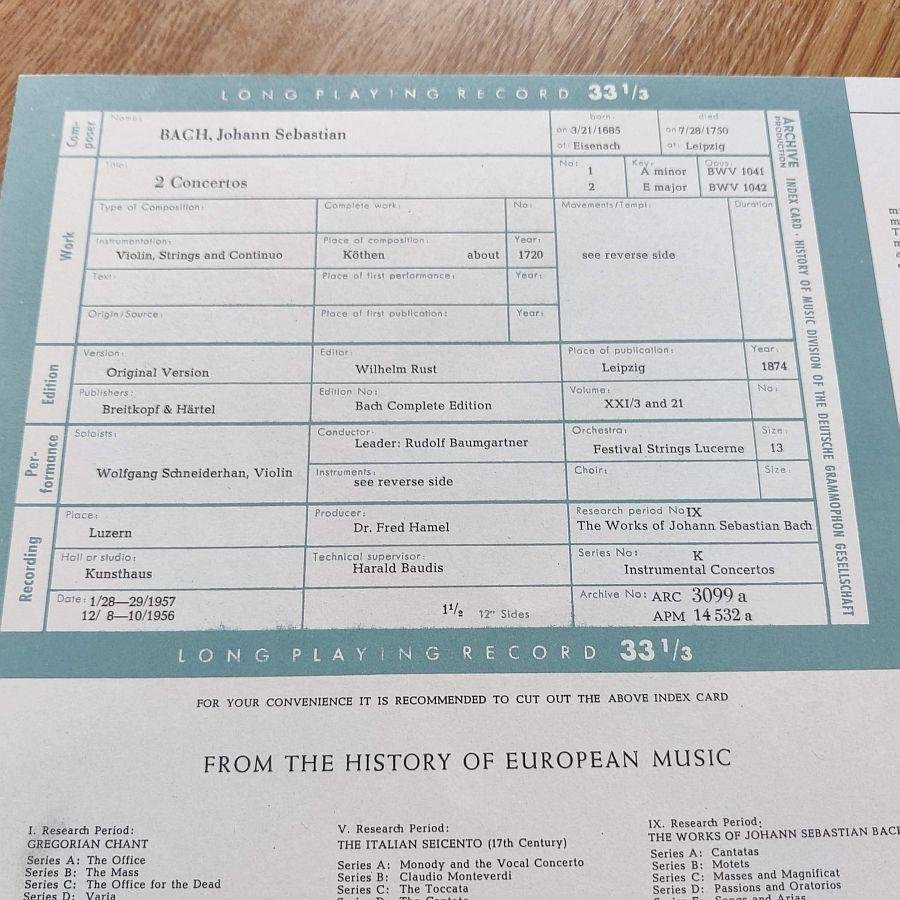 LONG PLAYING RECORD 33 1/3
Composer
Name:
BACH, Johann Sebastian
born:
on 3/21/1685
at: Eisenach
died
on 7/28/1750
at: Leipzig
Work
Title:
2 Concertos
No: Key: Opus:
1 A minor BWV 1041
2 E major BWV 1042
Type of Composition:
Complete work: No:
Movements/Tempi: Duration
see reverse side
Instrumentation:
Violin, Strings and Continuo
Place of composition: Year:
Köthen about 1720
Text:
Place of first performance: Year:
Origin/Source:
Place of first publication: Year:
Edition
Version:
Original Version
Editor:
Wilhelm Rust
Place of publication: Year:
Leipzig 1874
Publishers:
Breitkopf & Härtel
Edition No:
Bach Complete Edition
Volume: No:
XXI/3 and 21
Per-
formance
Soloists:
Wolfgang Schneiderhan, Violin
Conductor:
Leader: Rudolf Baumgartner
Orchestra: Size:
Festival Strings Lucerne 13
Instruments:
see reverse side
Choir: Size:
Recording
Place:
Luzern
Producer:
Dr. Fred Hamel
Research period No IX
The Works of Johann Sebastian Bach
Hall or studio:
Kunsthaus
Technical supervisor:
Harald Baudis
Series No: K
Instrumental Concertos
Date: 1/28—29/1957
12/ 8—10/1956
1 1/2 12" Sides
Archive No: ARC 3099 a
APM 14 532 a
ARCHIVE PRODUCTION INDEX CARD · HISTORY OF MUSIC DIVISION OF THE DEUTSCHE GRAMMOPHON GESELLSCHAFT
LONG PLAYING RECORD 33 1/3
FOR YOUR CONVENIENCE IT IS RECOMMENDED TO CUT OUT THE ABOVE INDEX CARD
FROM THE HISTORY OF EUROPEAN MUSIC
I. Research Period:
GREGORIAN CHANT
Series A: The Office
Series B: The Mass
Series C: The Office for the Dead
Series D: Varia
V. Research Period:
THE ITALIAN SEICENTO (17th Century)
Series A: Monody and the Vocal Concerto
Series B: Claudio Monteverdi
Series C: The Toccata
IX. Research Period:
THE WORKS OF JOHANN SEBASTIAN BACH
Series A: Cantatas
Series B: Motets
Series C: Masses and Magnificat
Series D: Passions and Oratorios